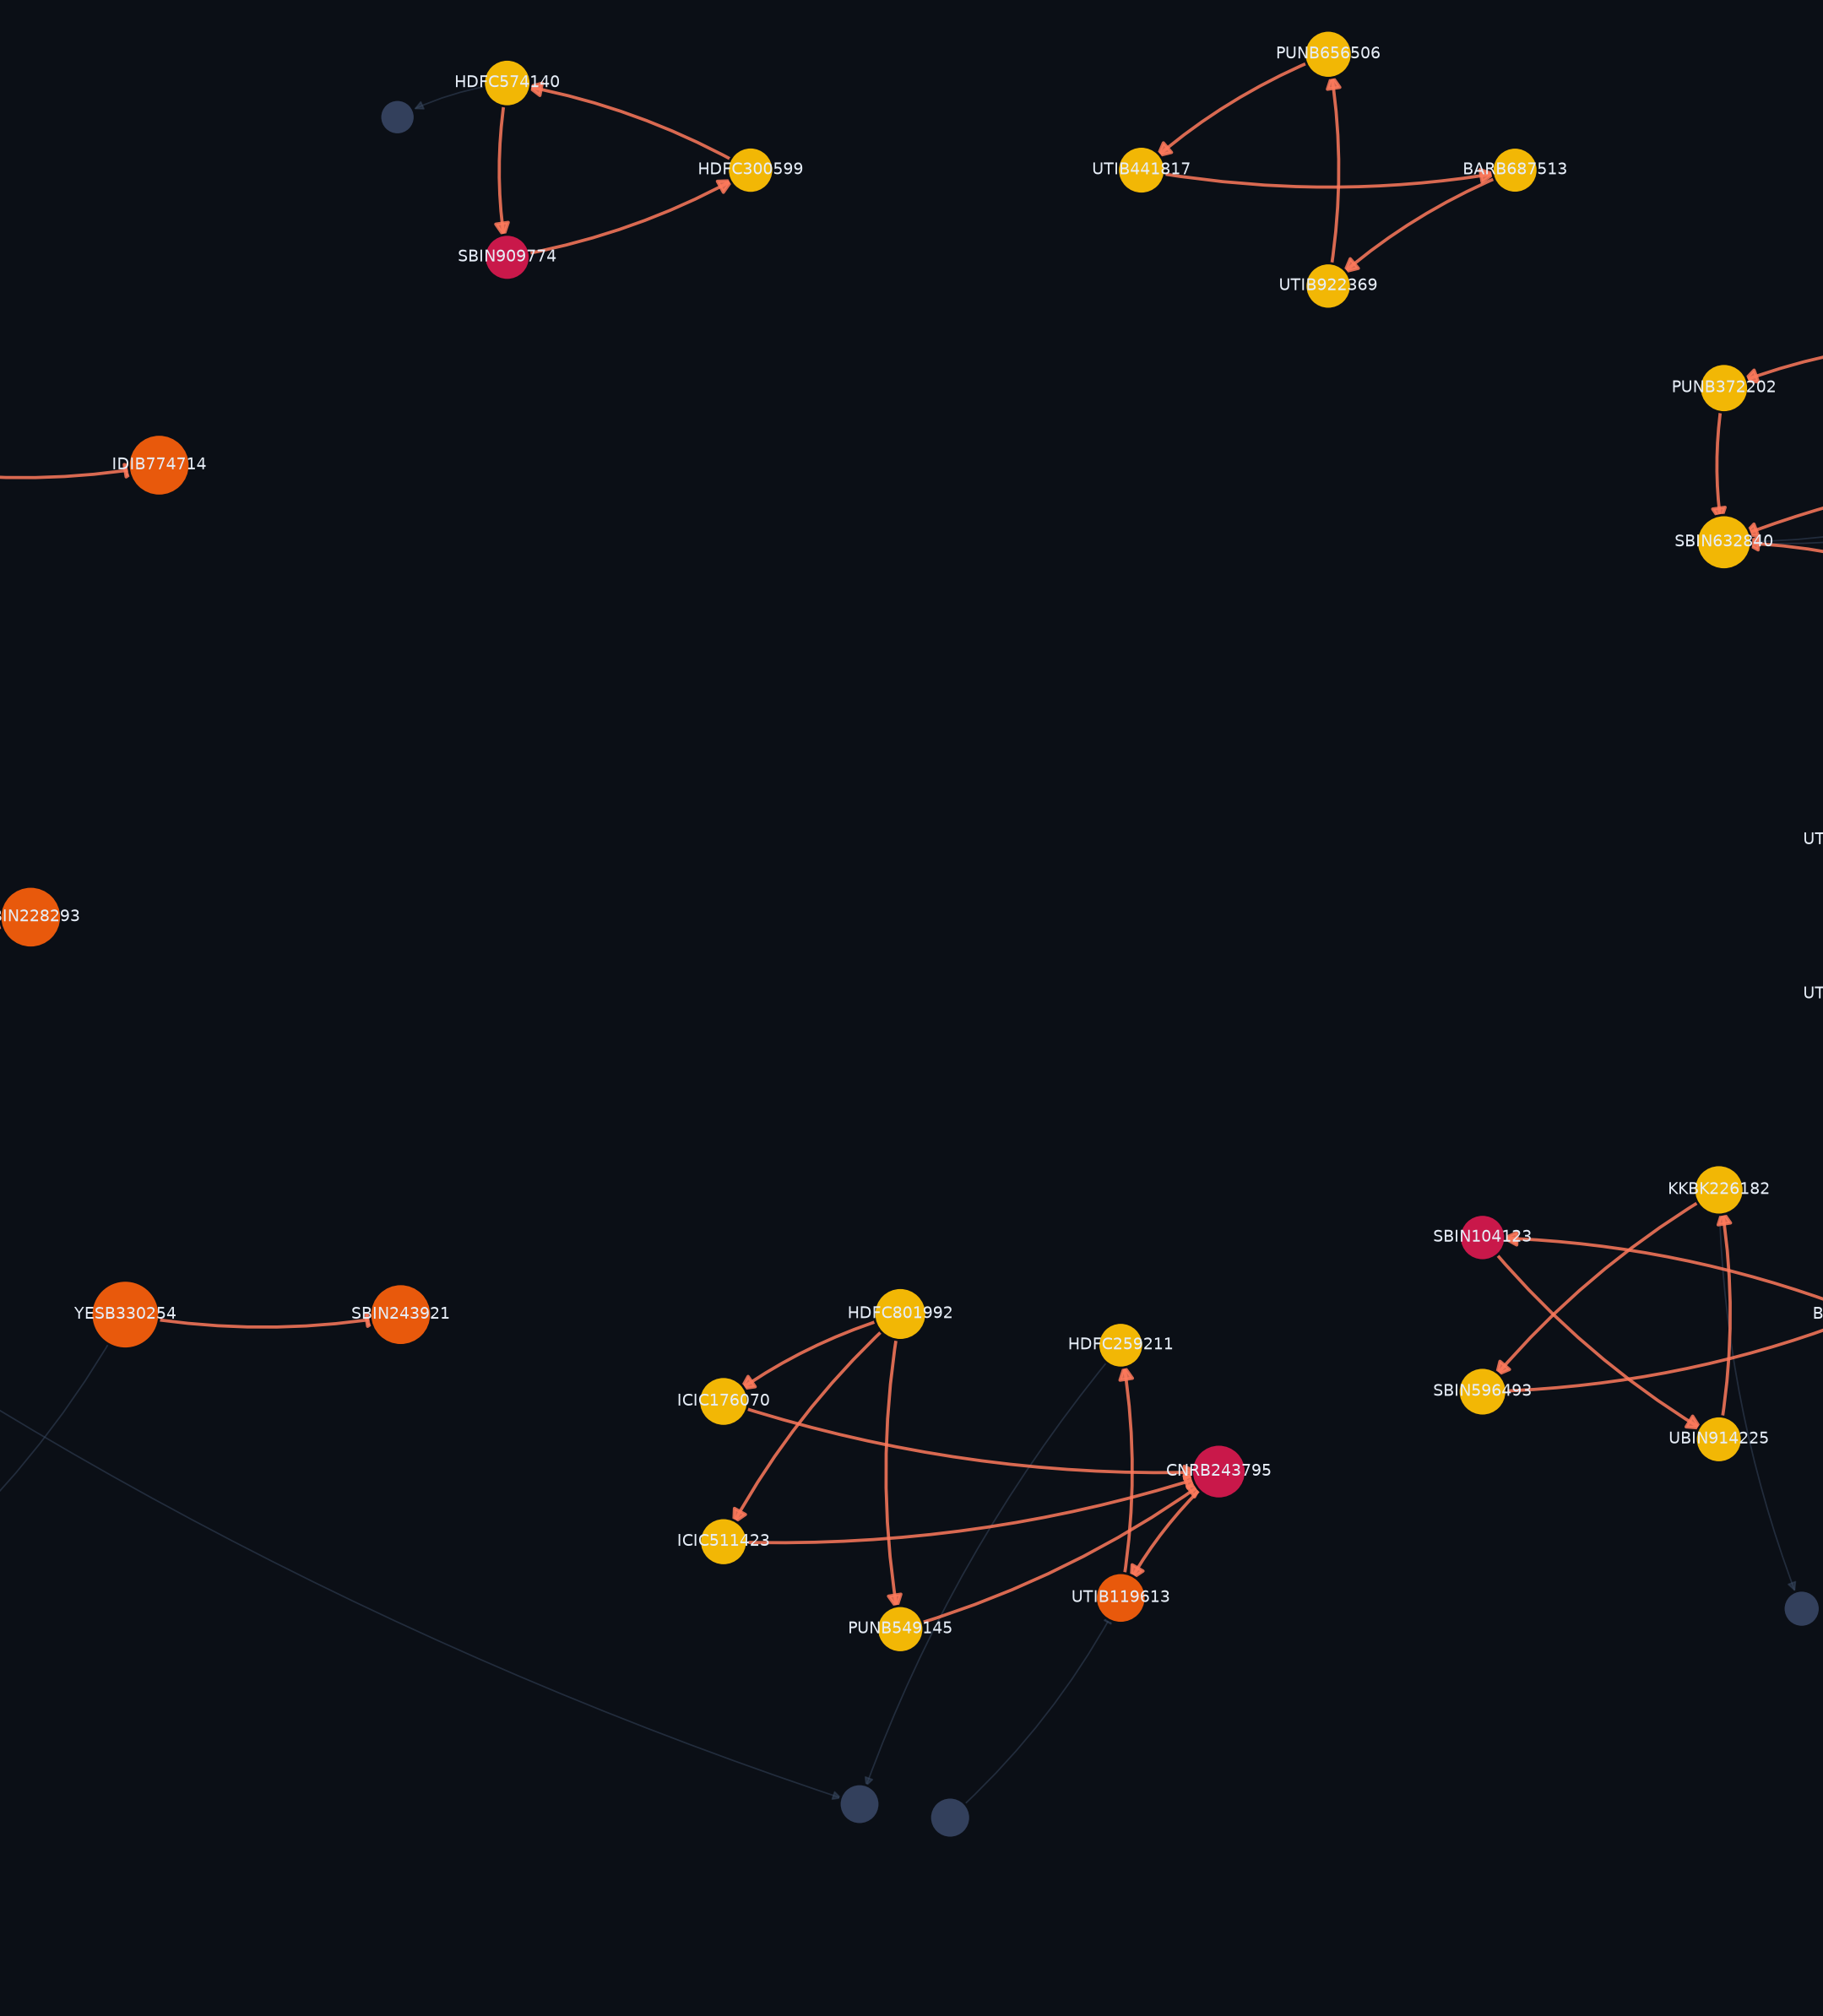 PUNB656506
HDFC574140
HDFC300599
UTIB441817
BARB687513
SBIN909774
UTIB922369
PUNB372202
IDIB774714
SBIN632840
UT
BIN228293
UT
KKBK226182
SBIN104123
YESB330254
SBIN243921
HDFC801992
B
HDFC259211
SBIN596493
ICIC176070
UBIN914225
CNRB243795
ICIC511423
UTIB119613
PUNB549145